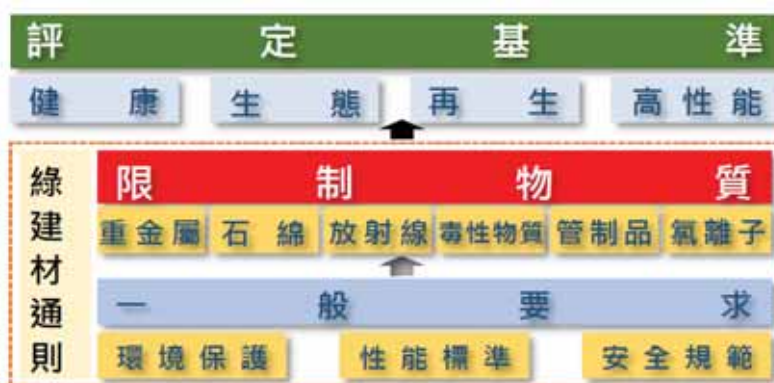 評定基準
健康 生態 再生 高性能
綠建材通則
限制物質
重金屬 石綿 放射線 毒性物質 管制品 氯離子
一般要求
環境保護 性能標準 安全規範